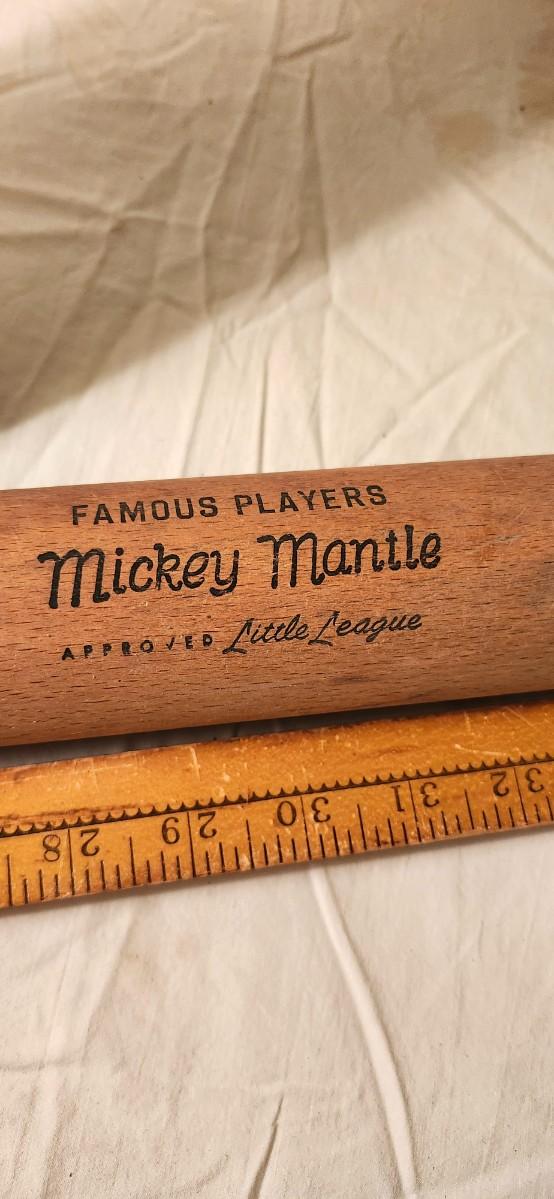 FAMOUS PLAYERS
Mickey Mantle
APPROVED Little League
28 29 30 31 32